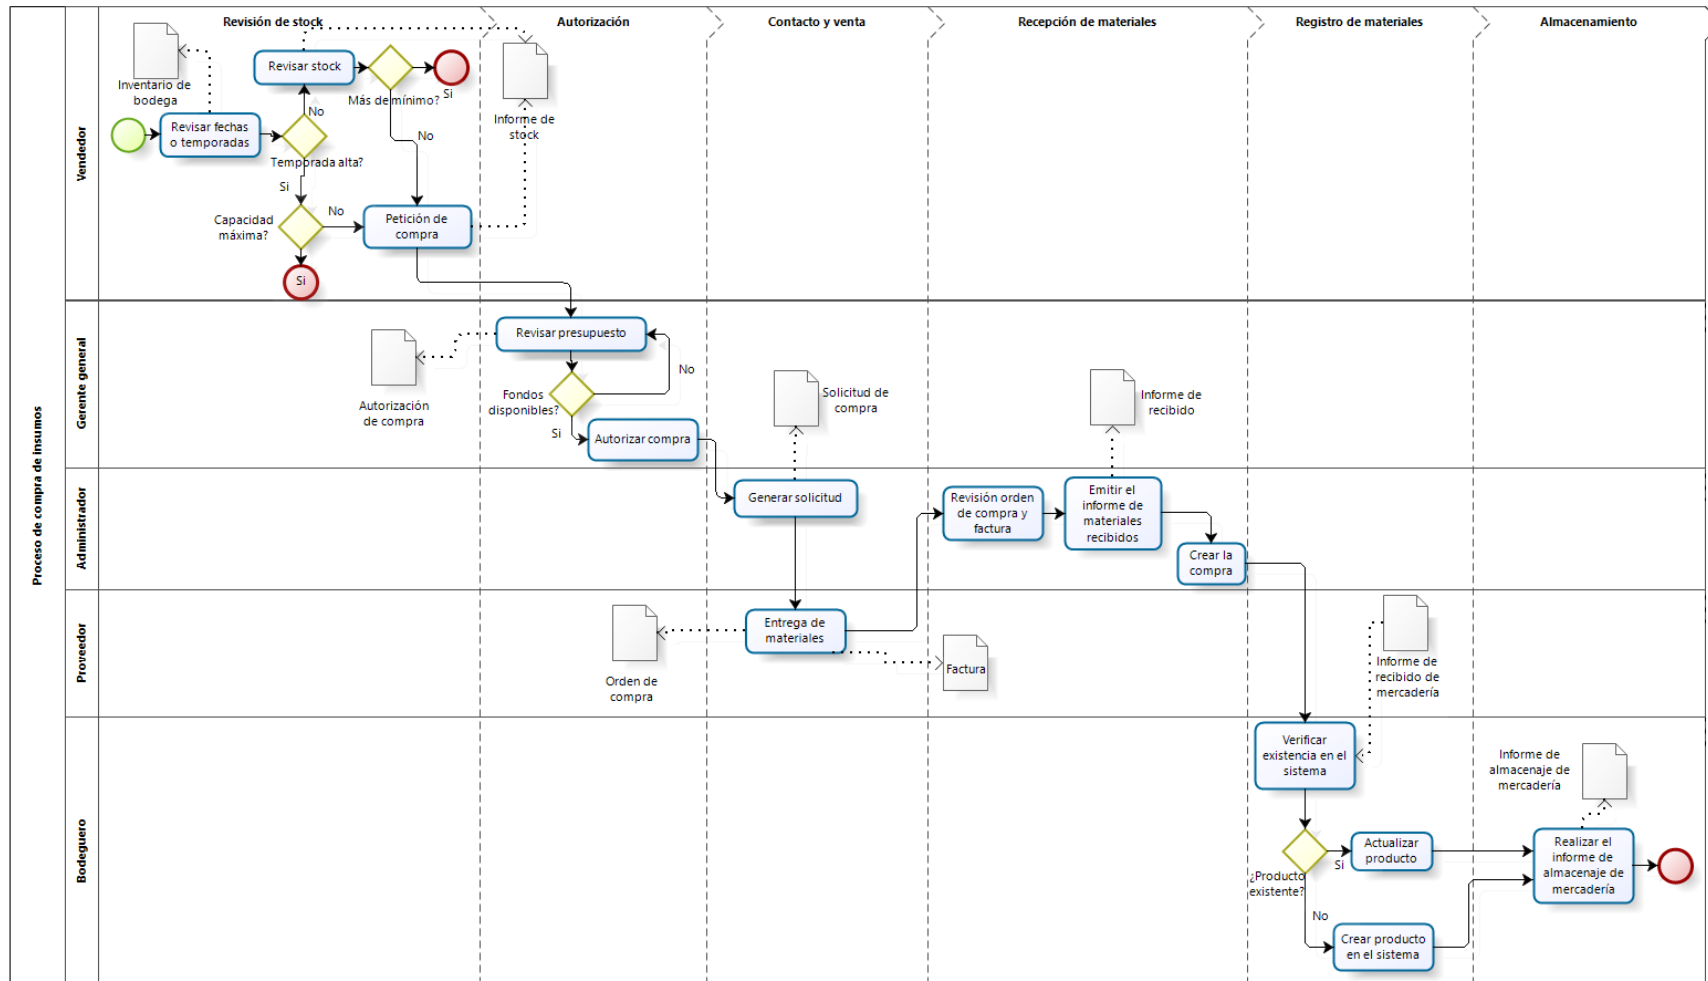 Revisión de stock
Autorización
Contacto y venta
Recepción de materiales
Registro de materiales
Almacenamiento
Proceso de compra de insumos
Vendedor
Inventario de
bodega
Revisar stock
Más de mínimo?
Si
No
Informe de
stock
Revisar fechas
o temporadas
No
Temporada alta?
Si
Capacidad
máxima?
No
Petición de
compra
Si
Gerente general
Revisar presupuesto
Autorización
de compra
No
Fondos
disponibles?
Si
Autorizar compra
Solicitud de
compra
Informe de
recibido
Administrador
Generar solicitud
Revisión orden
de compra y
factura
Emitir el
informe de
materiales
recibidos
Crear la
compra
Proveedor
Entrega de
materiales
Orden de
compra
Factura
Informe de
recibido de
mercadería
Bodeguero
Verificar
existencia en el
sistema
Informe de
almacenaje de
mercadería
¿Producto
existente?
Si
Actualizar
producto
Realizar el
informe de
almacenaje de
mercadería
No
Crear producto
en el sistema